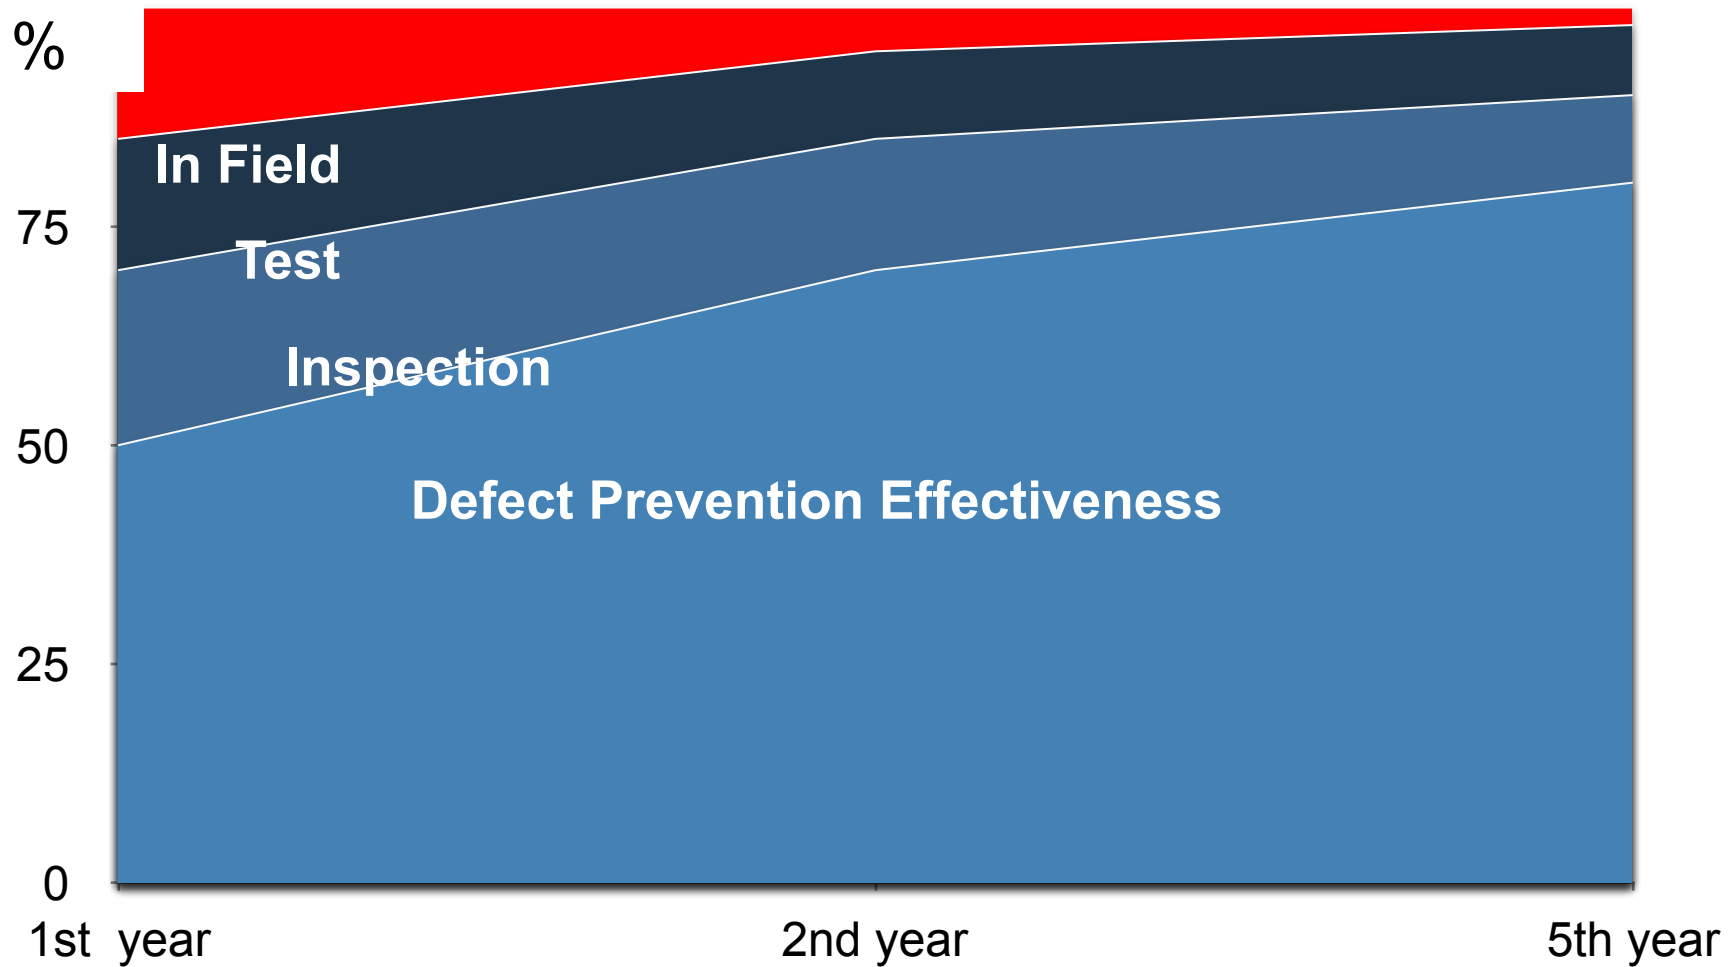 %
In Field
75
Test
Inspection
50
Defect Prevention Effectiveness
25
0
1st year
2nd year
5th year